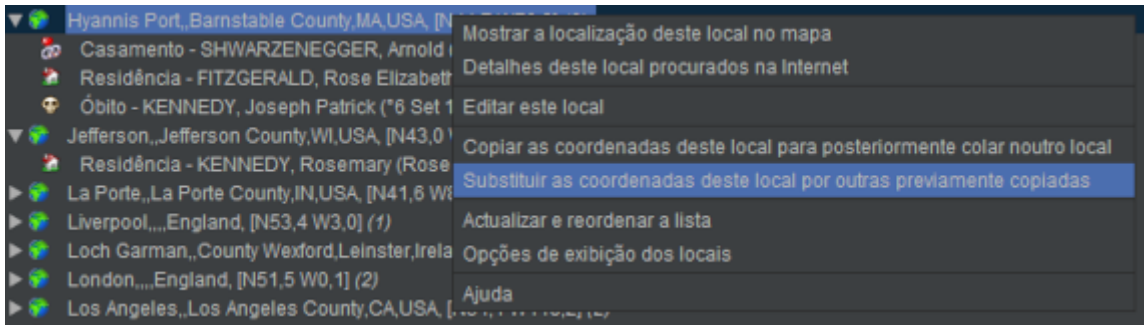 Hyannis Port,,Barnstable County,MA,USA,
Casamento - SHWARZENEGGER, Arnold
Residência - FITZGERALD, Rose Elizabeth
Óbito - KENNEDY, Joseph Patrick (*6 Set
Jefferson,,Jefferson County,WI,USA, [N43,0
Residência - KENNEDY, Rosemary (Rose
La Porte,,La Porte County,IN,USA, [N41,6
Liverpool,,,,England, [N53,4 W3,0] (1)
Loch Garman,,County Wexford,Leinster,
London,,,,England, [N51,5 W0,1] (2)
Los Angeles,,Los Angeles County,CA,USA,
Mostrar a localização deste local no mapa
Detalhes deste local procurados na Internet
Editar este local
Copiar as coordenadas deste local para posteriormente colar noutro local
Substituir as coordenadas deste local por outras previamente copiadas
Actualizar e reordenar a lista
Opções de exibição dos locais
Ajuda